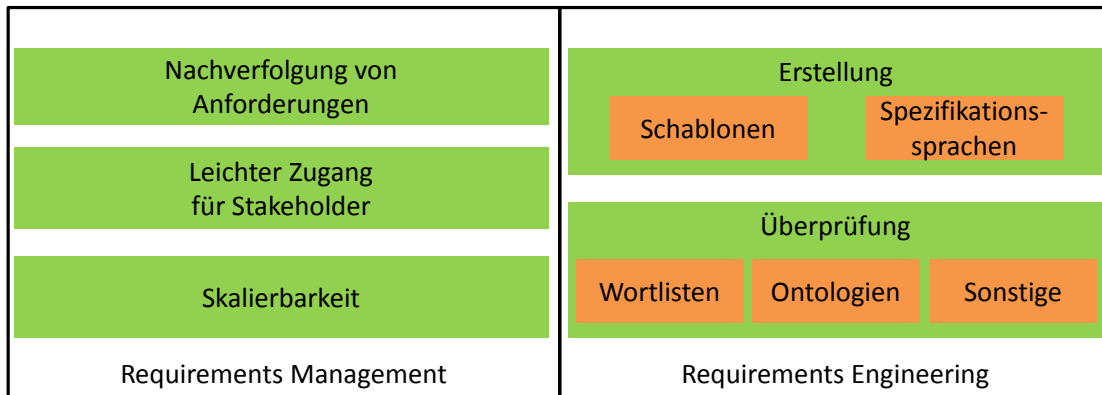 Nachverfolgung von
Anforderungen
Leichter Zugang
für Stakeholder
Skalierbarkeit
Requirements Management
Erstellung
Schablonen
Spezifikations-
sprachen
Überprüfung
Wortlisten
Ontologien
Sonstige
Requirements Engineering